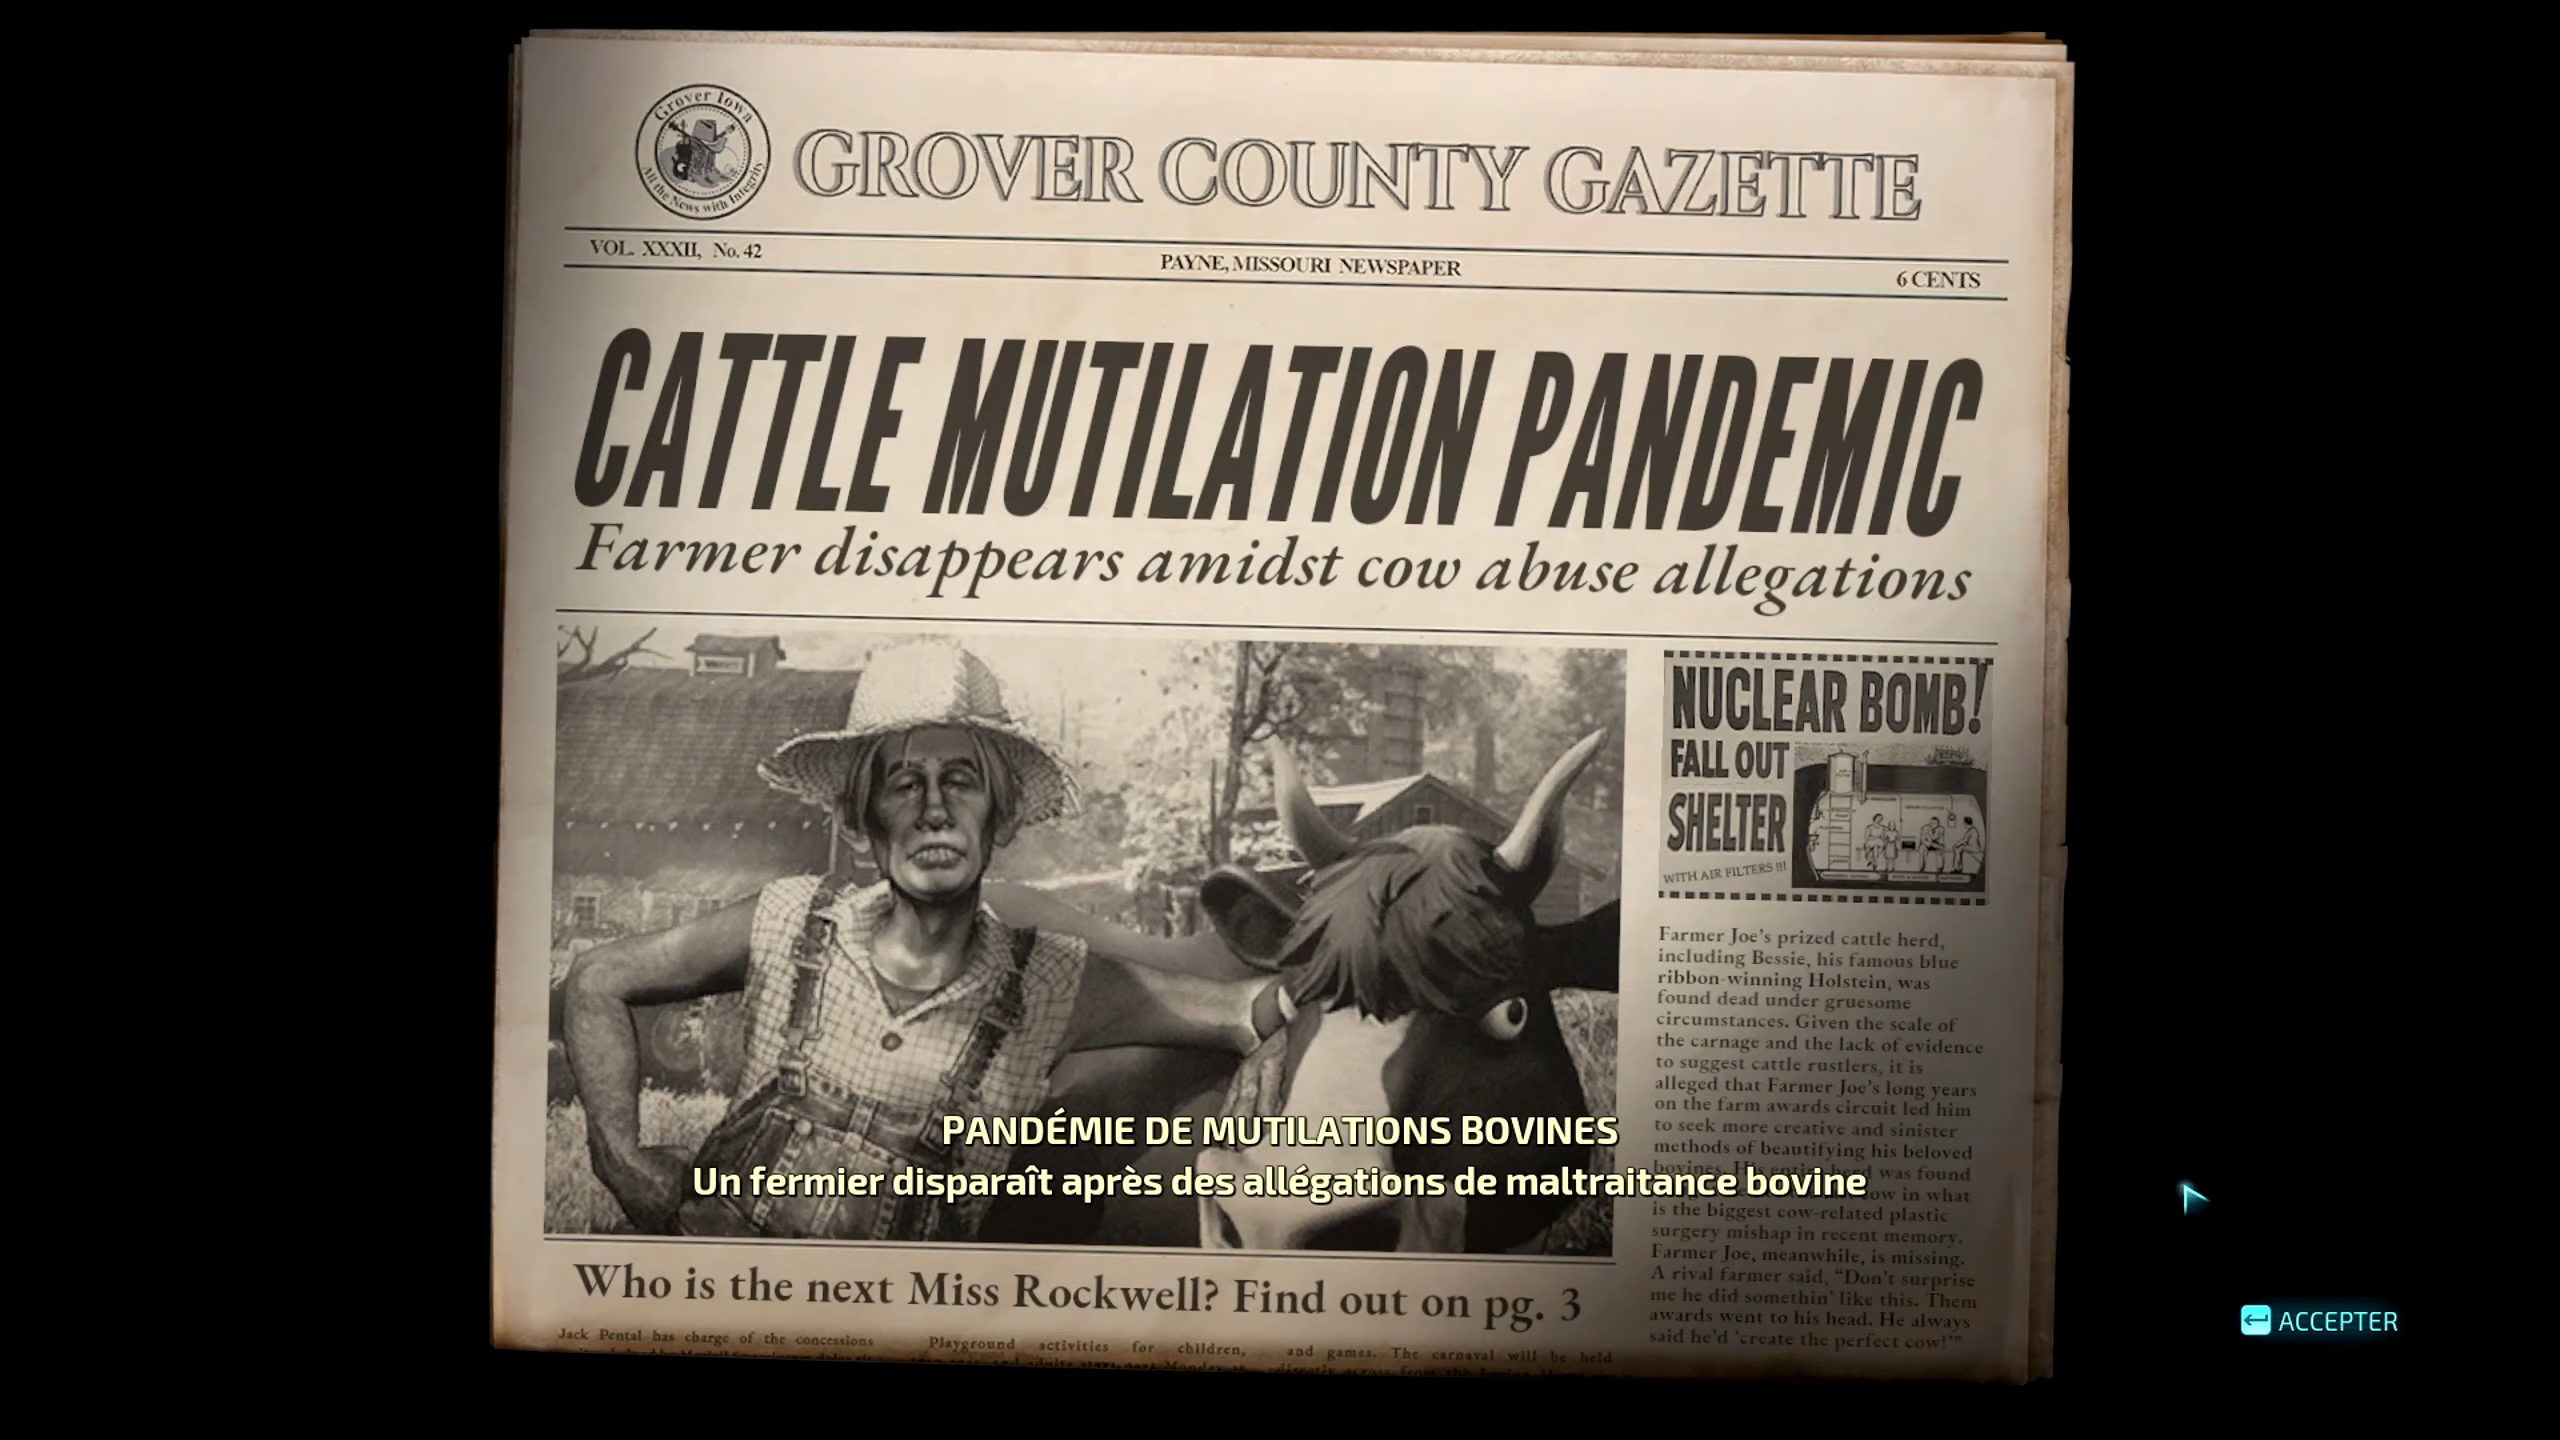 Grover Iowa
All the News with Integrity
GROVER COUNTY GAZETTE
VOL. XXXII, No. 42
PAYNE, MISSOURI NEWSPAPER
6 CENTS
CATTLE MUTILATION PANDEMIC
Farmer disappears amidst cow abuse allegations
NUCLEAR BOMB!
FALL OUT
SHELTER
WITH AIR FILTERS !!!
Farmer Joe's prized cattle herd,
including Bessie, his famous blue
ribbon-winning Holstein, was
found dead under gruesome
circumstances. Given the scale of
the carnage and the lack of evidence
to suggest cattle rustlers, it is
alleged that Farmer Joe's long years
on the farm awards circuit led him
to seek more creative and sinister
methods of beautifying his beloved
bovines. His entire herd was found
cow in what
is the biggest cow-related plastic
surgery mishap in recent memory.
Farmer Joe, meanwhile, is missing.
A rival farmer said, “Don't surprise
me he did somethin' like this. Them
awards went to his head. He always
said he'd ‘create the perfect cow!’”
PANDÉMIE DE MUTILATIONS BOVINES
Un fermier disparaît après des allégations de maltraitance bovine
Who is the next Miss Rockwell? Find out on pg. 3
Jack Pental has charge of the concessions
Playground activities for children,
and games. The carnaval will be held
ACCEPTER